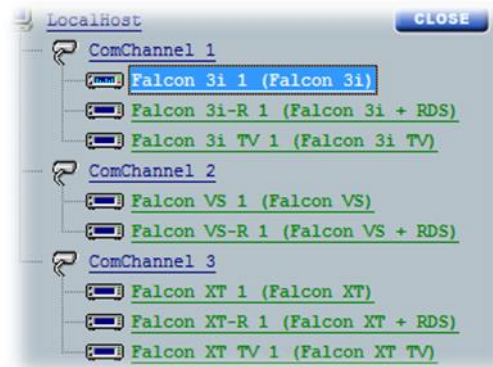 LocalHost CLOSE
ComChannel 1
Falcon 3i 1 (Falcon 3i)
Falcon 3i-R 1 (Falcon 3i + RDS)
Falcon 3i TV 1 (Falcon 3i TV)
ComChannel 2
Falcon VS 1 (Falcon VS)
Falcon VS-R 1 (Falcon VS + RDS)
ComChannel 3
Falcon XT 1 (Falcon XT)
Falcon XT-R 1 (Falcon XT + RDS)
Falcon XT TV 1 (Falcon XT TV)